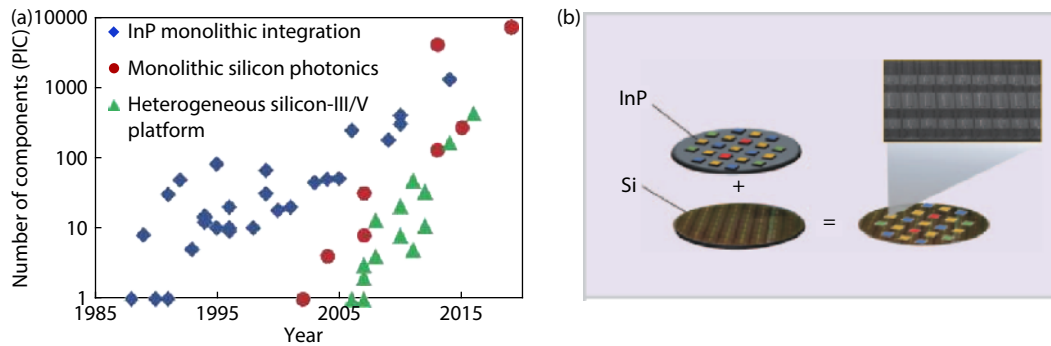 (a)
10000
1000
100
10
1
Number of components (PIC)
InP monolithic integration
Monolithic silicon photonics
Heterogeneous silicon-III/V
platform
1985
1995
2005
2015
Year
(b)
InP
+
Si
=